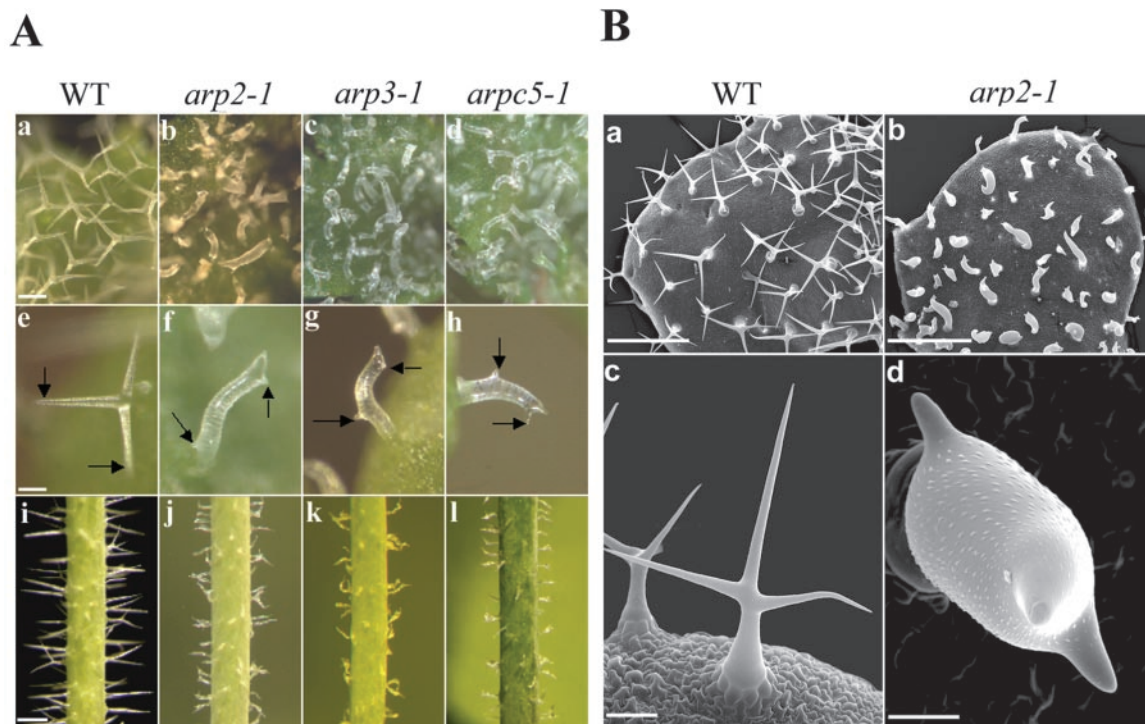 A
B
WT arp2-1 arp3-1 arpc5-1
WT arp2-1
a b c d
a b
e f g h
c d
i j k l